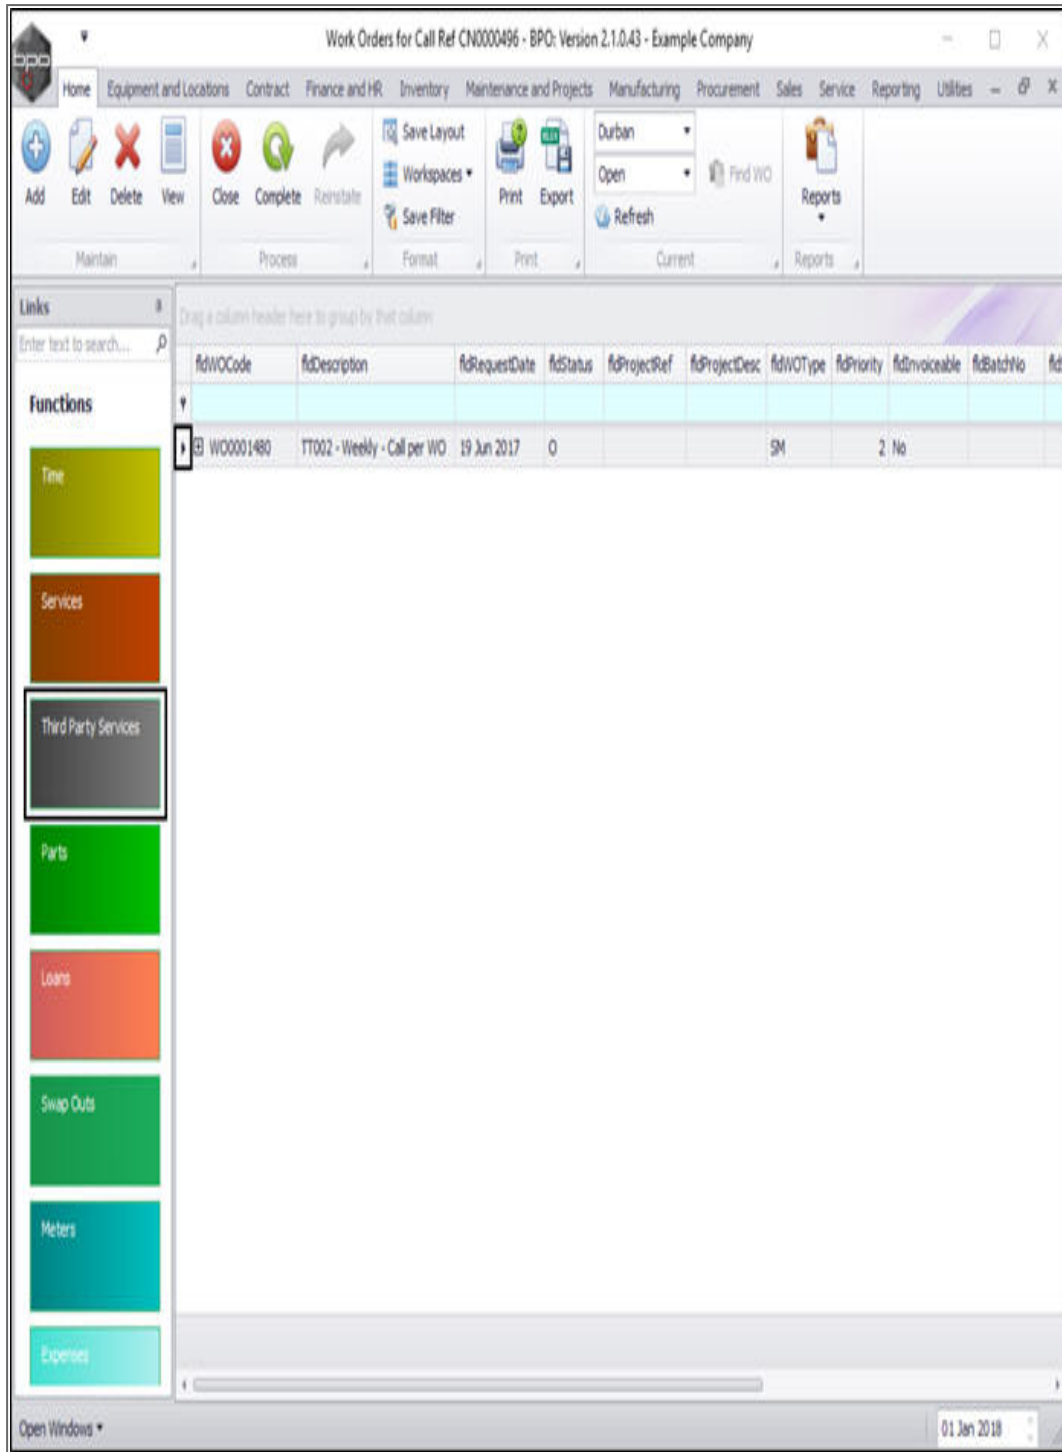 Work Orders for Call Ref CN0000496 - BPO: Version 2.1.0.43 - Example Company
bpo
Home Equipment and Locations Contract Finance and HR Inventory Maintenance and Projects Manufacturing Procurement Sales Service Reporting Utilities
Add Edit Delete View Close Complete Reinstate Save Layout Workspaces Save Filter Print Export Durban Open Refresh Find WO Reports
Maintain Process Format Print Current Reports
Links
Drag a column header here to group by that column
Enter text to search...
fldWOCode fldDescription fldRequestDate fldStatus fldProjectRef fldProjectDesc fldWOType fldPriority fldInvoiceable fldBatchNo
Functions
WO0001480 TT002 - Weekly - Call per WO 19 Jun 2017 O SM 2 No
Time
Services
Third Party Services
Parts
Loans
Swap Outs
Meters
Expenses
Open Windows 01 Jan 2018